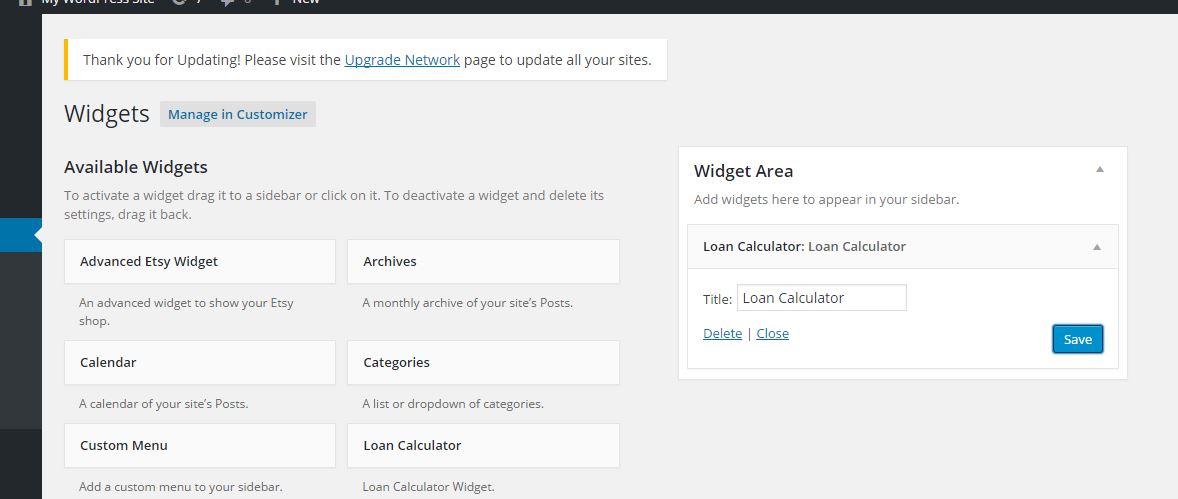 My WordPress Site 7 0 New
Thank you for Updating! Please visit the Upgrade Network page to update all your sites.
Widgets Manage in Customizer
Available Widgets
To activate a widget drag it to a sidebar or click on it. To deactivate a widget and delete its
settings, drag it back.
Advanced Etsy Widget
An advanced widget to show your Etsy
shop.
Archives
A monthly archive of your site’s Posts.
Calendar
A calendar of your site’s Posts.
Categories
A list or dropdown of categories.
Custom Menu
Add a custom menu to your sidebar.
Loan Calculator
Loan Calculator Widget.
Widget Area
Add widgets here to appear in your sidebar.
Loan Calculator: Loan Calculator
Title: Loan Calculator
Delete | Close
Save